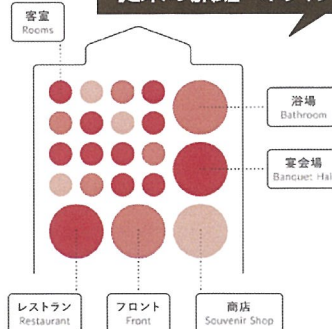 客室
Rooms
浴場
Bathroom
宴会場
Banquet Hall
レストラン
Restaurant
フロント
Front
商店
Souvenir Shop